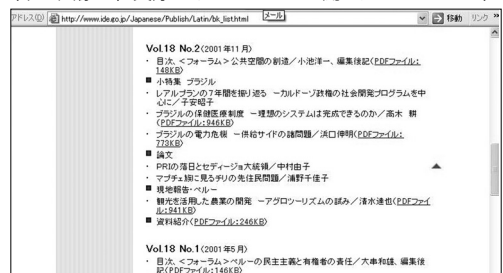 アドレス(D) http://www.ide.go.jp/Japanese/Publish/Latin/bk_list.html メール 移動 リンク »
Vol.18 No.2(2001年11月)
・ 目次、<フォーラム>公共空間の創造/小池洋一、編集後記(PDFファイル:
148KB)
■ 小特集 ブラジル
・ レアルプランの7年間を振り返る −カルドーゾ政権の社会開発プログラムを中
心に/子安昭子
・ ブラジルの保健医療制度 −理想のシステムは完成できるのか/高木 耕
(PDFファイル:946KB)
・ ブラジルの電力危機 −供給サイドの諸問題/浜口伸明(PDFファイル:
773KB)
■ 論文
・ PRIの落日とセディージョ大統領/中村由子
・ マプチェ族に見るチリの先住民問題/浦野千佳子
■ 現地報告・ペルー
・ 観光を活用した農業の開発 −アグロツーリズムの試み/清水達也(PDFファイ
ル:941KB)
■ 資料紹介(PDFファイル:246KB)
Vol.18 No.1(2001年5月)
・ 目次、<フォーラム>ペルーの民主主義と有権者の責任/大串和雄、編集後
記(PDFファイル:146KB)